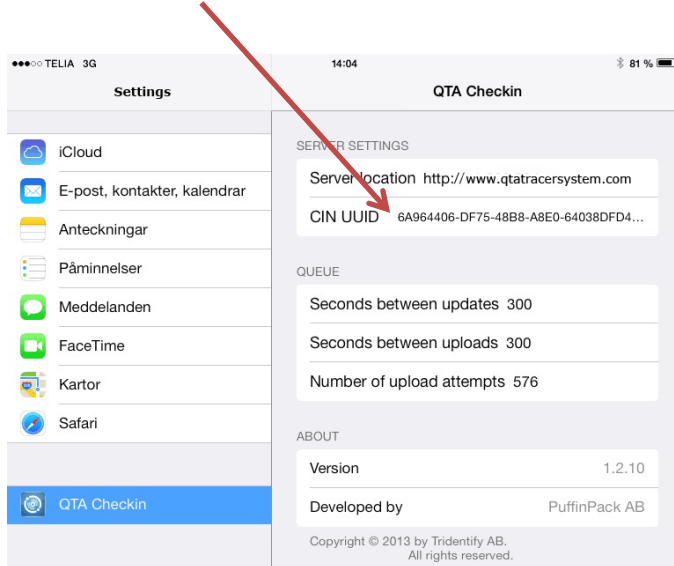 TELIA 3G 14:04 81 %
Settings
QTA Checkin
iCloud
E-post, kontakter, kalendrar
Anteckningar
Påminnelser
Meddelanden
FaceTime
Kartor
Safari
QTA Checkin
SERVER SETTINGS
Server location http://www.qtatracersystem.com
CIN UUID 6A964406-DF75-48B8-A8E0-64038DFD4...
QUEUE
Seconds between updates 300
Seconds between uploads 300
Number of upload attempts 576
ABOUT
Version 1.2.10
Developed by PuffinPack AB
Copyright © 2013 by Tridentify AB.
All rights reserved.